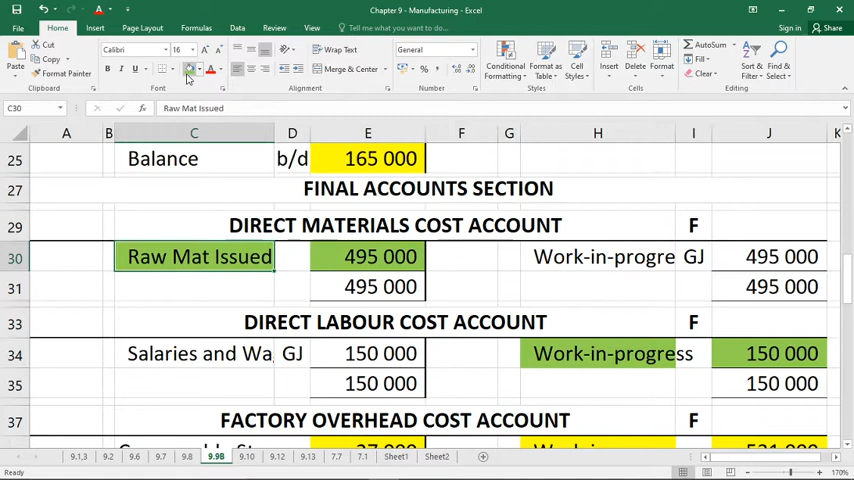 Chapter 9 - Manufacturing - Excel
Sign in Share
File Home Insert Page Layout Formulas Data Review View Tell me what you want to do
Cut
Copy
Format Painter
Paste
Clipboard
Calibri 16
B I U
Font
Wrap Text
Merge & Center
Alignment
General
%
Number
Conditional Formatting
Format as Table
Cell Styles
Styles
Insert Delete Format
Cells
AutoSum
Fill
Clear
Sort & Filter
Find & Select
Editing
C30 fx Raw Mat Issued
A B C D E F G H I J K
25 Balance b/d 165 000
27 FINAL ACCOUNTS SECTION
29 DIRECT MATERIALS COST ACCOUNT F
30 Raw Mat Issued 495 000 Work-in-progre GJ 495 000
31 495 000 495 000
33 DIRECT LABOUR COST ACCOUNT F
34 Salaries and Wa GJ 150 000 Work-in-progress 150 000
35 150 000 150 000
37 FACTORY OVERHEAD COST ACCOUNT F
9.1,3 9.2 9.6 9.7 9.8 9.9B 9.10 9.12 9.13 7.7 7.1 Sheet1 Sheet2
Ready 170%